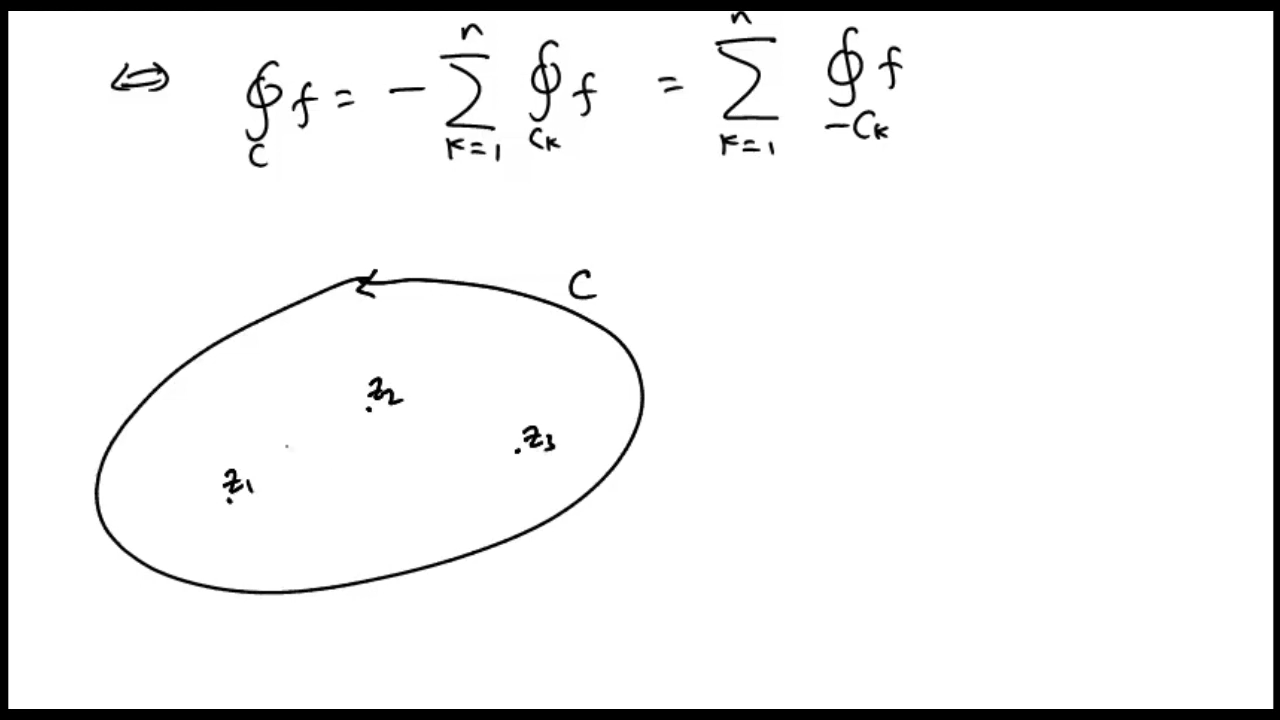 ⇔ ∮_C f = − ∑_{k=1}^{n} ∮_{C_k} f = ∑_{k=1}^{n} ∮_{−C_k} f
C
z₂
z₃
z₁